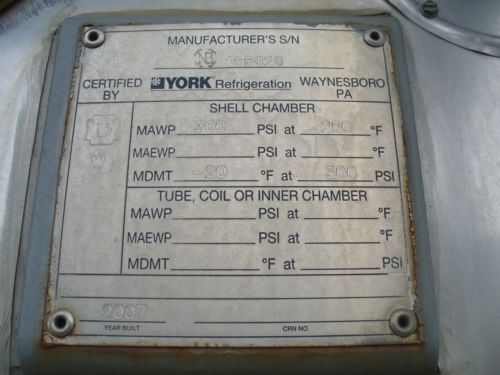 MANUFACTURER'S S/N
CERTIFIED BY YORK Refrigeration WAYNESBORO PA
SHELL CHAMBER
U
W
MAWP 300 PSI at 250 °F
MAEWP PSI at °F
MDMT -20 °F at 300 PSI
TUBE, COIL OR INNER CHAMBER
MAWP PSI at °F
MAEWP PSI at °F
MDMT °F at PSI
2007
YEAR BUILT CRN NO.